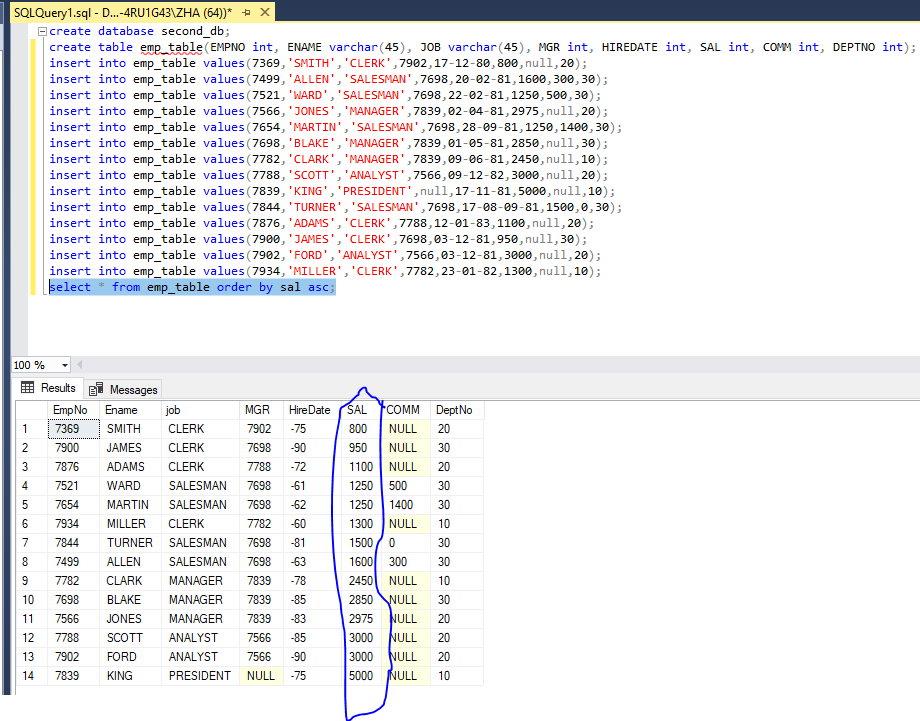 SQLQuery1.sql - D...-4RU1G43\ZHA (64))*
create database second_db;
create table emp_table(EMPNO int, ENAME varchar(45), JOB varchar(45), MGR int, HIREDATE int, SAL int, COMM int, DEPTNO int);
insert into emp_table values(7369,'SMITH','CLERK',7902,17-12-80,800,null,20);
insert into emp_table values(7499,'ALLEN','SALESMAN',7698,20-02-81,1600,300,30);
insert into emp_table values(7521,'WARD','SALESMAN',7698,22-02-81,1250,500,30);
insert into emp_table values(7566,'JONES','MANAGER',7839,02-04-81,2975,null,20);
insert into emp_table values(7654,'MARTIN','SALESMAN',7698,28-09-81,1250,1400,30);
insert into emp_table values(7698,'BLAKE','MANAGER',7839,01-05-81,2850,null,30);
insert into emp_table values(7782,'CLARK','MANAGER',7839,09-06-81,2450,null,10);
insert into emp_table values(7788,'SCOTT','ANALYST',7566,09-12-82,3000,null,20);
insert into emp_table values(7839,'KING','PRESIDENT',null,17-11-81,5000,null,10);
insert into emp_table values(7844,'TURNER','SALESMAN',7698,17-08-09-81,1500,0,30);
insert into emp_table values(7876,'ADAMS','CLERK',7788,12-01-83,1100,null,20);
insert into emp_table values(7900,'JAMES','CLERK',7698,03-12-81,950,null,30);
insert into emp_table values(7902,'FORD','ANALYST',7566,03-12-81,3000,null,20);
insert into emp_table values(7934,'MILLER','CLERK',7782,23-01-82,1300,null,10);
select * from emp_table order by sal asc;
100 %
Results Messages
EmpNo Ename job MGR HireDate SAL COMM DeptNo
1 7369 SMITH CLERK 7902 -75 800 NULL 20
2 7900 JAMES CLERK 7698 -90 950 NULL 30
3 7876 ADAMS CLERK 7788 -72 1100 NULL 20
4 7521 WARD SALESMAN 7698 -61 1250 500 30
5 7654 MARTIN SALESMAN 7698 -62 1250 1400 30
6 7934 MILLER CLERK 7782 -60 1300 NULL 10
7 7844 TURNER SALESMAN 7698 -81 1500 0 30
8 7499 ALLEN SALESMAN 7698 -63 1600 300 30
9 7782 CLARK MANAGER 7839 -78 2450 NULL 10
10 7698 BLAKE MANAGER 7839 -85 2850 NULL 30
11 7566 JONES MANAGER 7839 -83 2975 NULL 20
12 7788 SCOTT ANALYST 7566 -85 3000 NULL 20
13 7902 FORD ANALYST 7566 -90 3000 NULL 20
14 7839 KING PRESIDENT NULL -75 5000 NULL 10